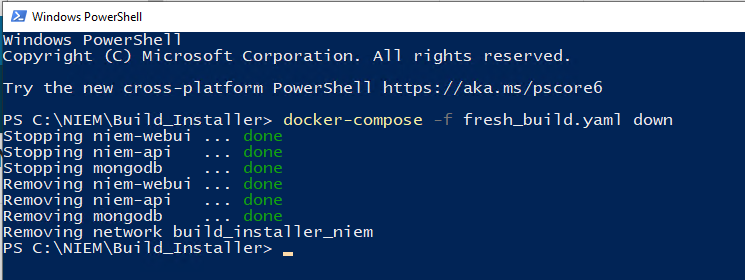 Windows PowerShell
Windows PowerShell
Copyright (C) Microsoft Corporation. All rights reserved.
Try the new cross-platform PowerShell https://aka.ms/pscore6
PS C:\NIEM\Build_Installer> docker-compose -f fresh_build.yaml down
Stopping niem-webui ... done
Stopping niem-api   ... done
Stopping mongodb    ... done
Removing niem-webui ... done
Removing niem-api   ... done
Removing mongodb    ... done
Removing network build_installer_niem
PS C:\NIEM\Build_Installer>